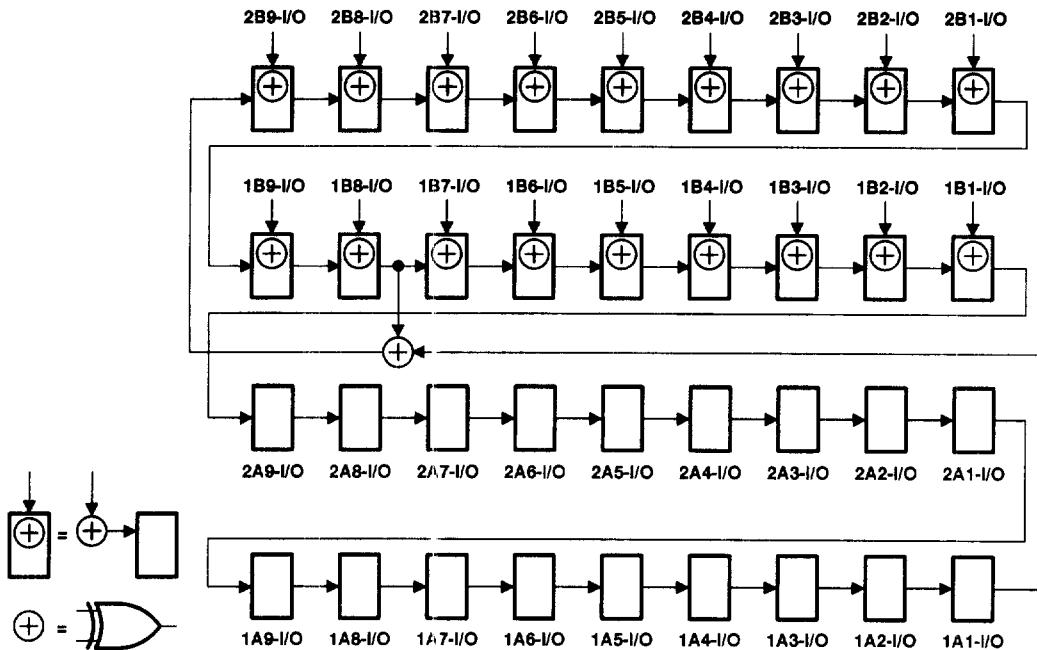 2B9-I/O 2B8-I/O 2B7-I/O 2B6-I/O 2B5-I/O 2B4-I/O 2B3-I/O 2B2-I/O 2B1-I/O
1B9-I/O 1B8-I/O 1B7-I/O 1B6-I/O 1B5-I/O 1B4-I/O 1B3-I/O 1B2-I/O 1B1-I/O
2A9-I/O 2A8-I/O 2A7-I/O 2A6-I/O 2A5-I/O 2A4-I/O 2A3-I/O 2A2-I/O 2A1-I/O
=
=
1A9-I/O 1A8-I/O 1A7-I/O 1A6-I/O 1A5-I/O 1A4-I/O 1A3-I/O 1A2-I/O 1A1-I/O